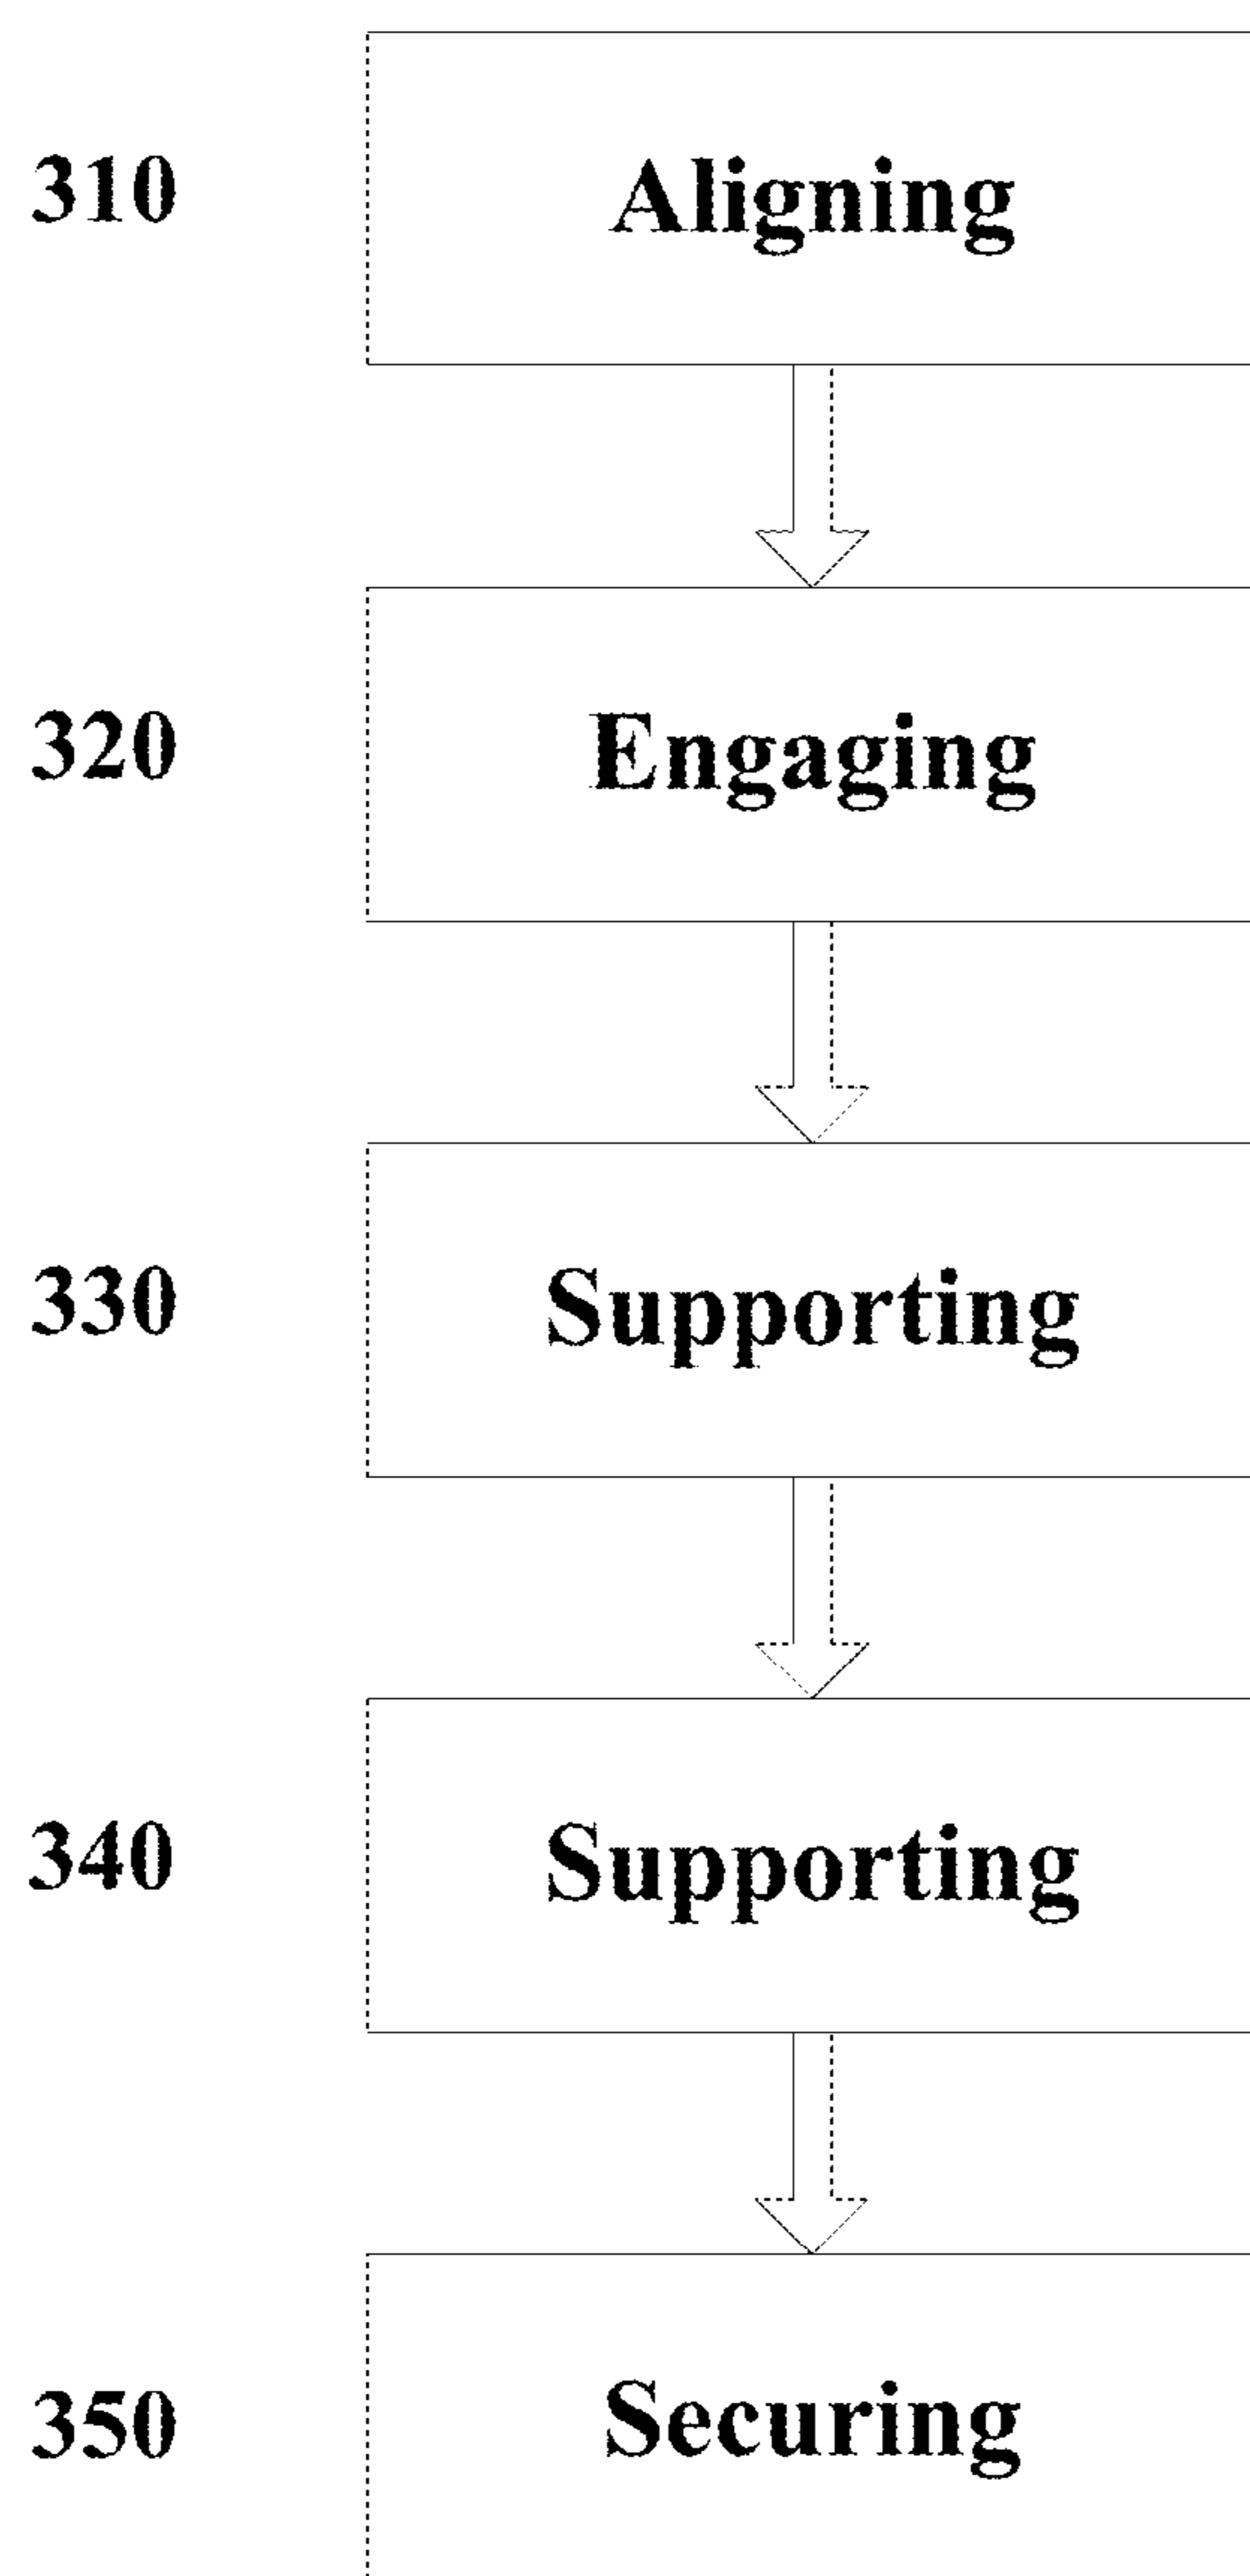 310 Aligning
320 Engaging
330 Supporting
340 Supporting
350 Securing